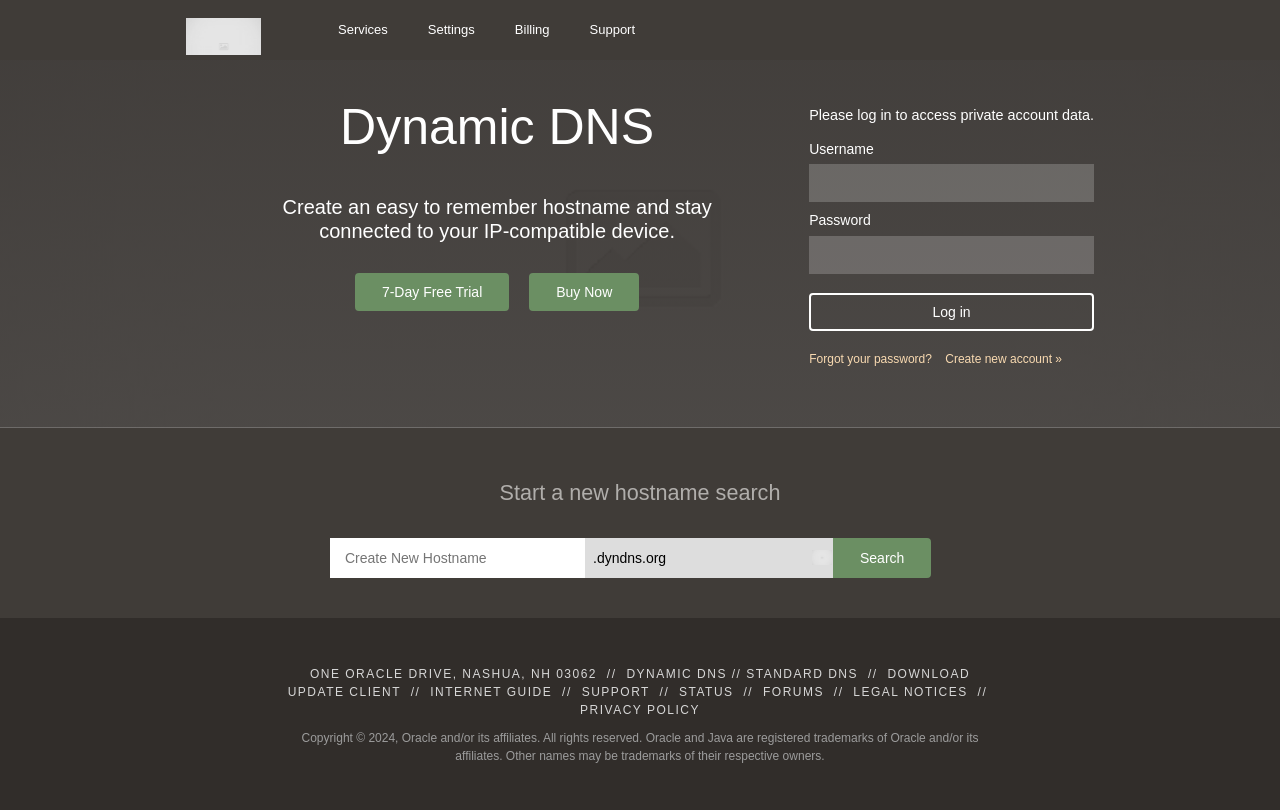 Services
Settings
Billing
Support
Dynamic DNS
Create an easy to remember hostname and stay
connected to your IP-compatible device.
7-Day Free Trial
Buy Now
Please log in to access private account data.
Username
Password
Log in
Forgot your password?
Create new account »
Start a new hostname search
Create New Hostname
.dyndns.org
Search
ONE ORACLE DRIVE, NASHUA, NH 03062 // DYNAMIC DNS // STANDARD DNS // DOWNLOAD
UPDATE CLIENT // INTERNET GUIDE // SUPPORT // STATUS // FORUMS // LEGAL NOTICES //
PRIVACY POLICY
Copyright © 2024, Oracle and/or its affiliates. All rights reserved. Oracle and Java are registered trademarks of Oracle and/or its
affiliates. Other names may be trademarks of their respective owners.